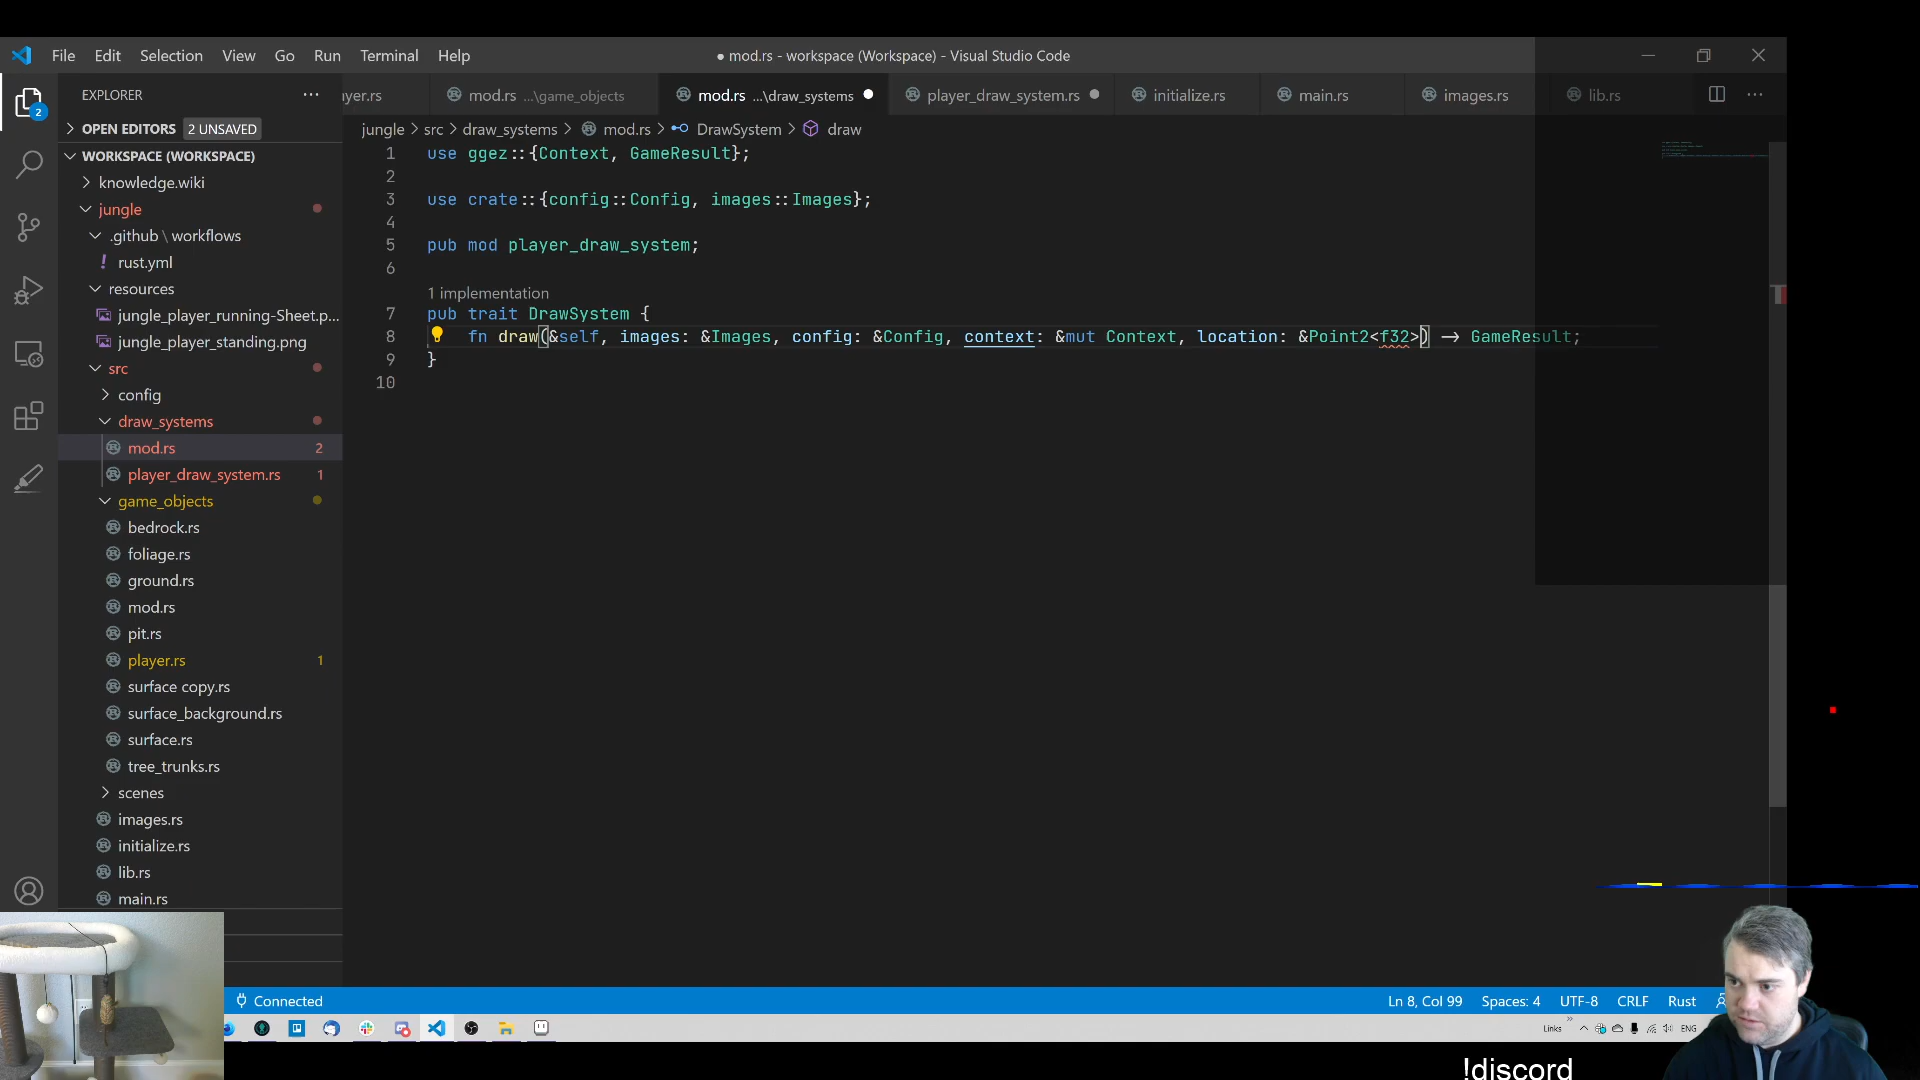 File Edit Selection View Go Run Terminal Help
● mod.rs - workspace (Workspace) - Visual Studio Code
EXPLORER
yer.rs mod.rs ...\game_objects mod.rs ...\draw_systems player_draw_system.rs initialize.rs main.rs images.rs lib.rs
OPEN EDITORS 2 UNSAVED
WORKSPACE (WORKSPACE)
knowledge.wiki
jungle
.github \ workflows
rust.yml
resources
jungle_player_running-Sheet.p...
jungle_player_standing.png
src
config
draw_systems
mod.rs 2
player_draw_system.rs 1
game_objects
bedrock.rs
foliage.rs
ground.rs
mod.rs
pit.rs
player.rs 1
surface copy.rs
surface_background.rs
surface.rs
tree_trunks.rs
scenes
images.rs
initialize.rs
lib.rs
main.rs
2
jungle > src > draw_systems > mod.rs > DrawSystem > draw
1 use ggez::{Context, GameResult};
2
3 use crate::{config::Config, images::Images};
4
5 pub mod player_draw_system;
6
1 implementation
7 pub trait DrawSystem {
8 fn draw(&self, images: &Images, config: &Config, context: &mut Context, location: &Point2<f32>) -> GameResult;
9 }
10
Connected
Ln 8, Col 99 Spaces: 4 UTF-8 CRLF Rust
Links ENG
!discord